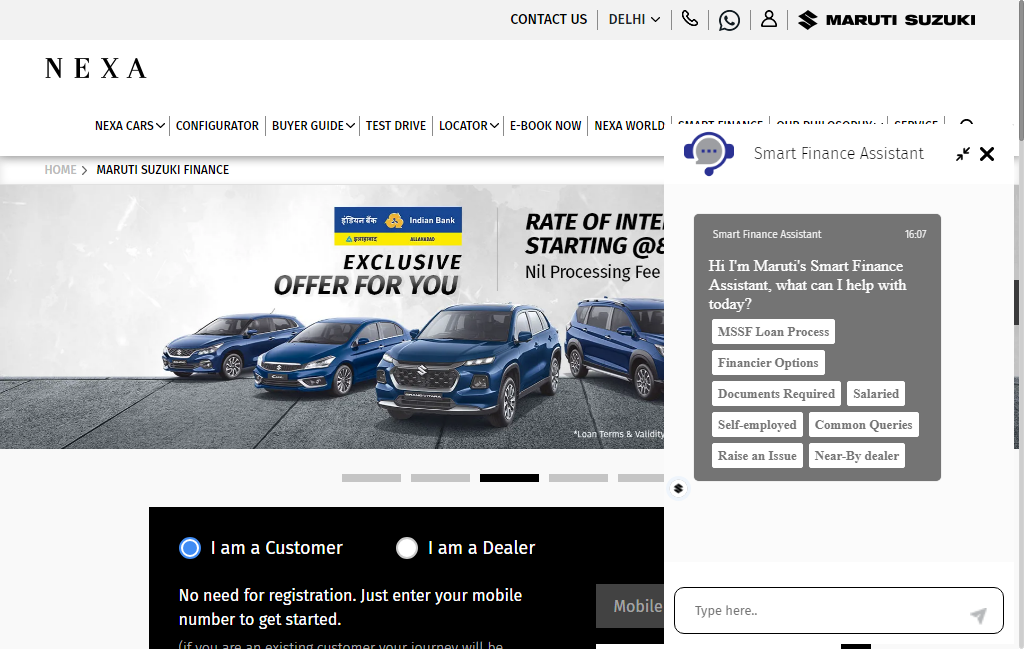 CONTACT US
DELHI
MARUTI SUZUKI
NEXA
NEXA CARS
CONFIGURATOR
BUYER GUIDE
TEST DRIVE
LOCATOR
E-BOOK NOW
NEXA WORLD
SMART FINANCE
OUR PHILOSOPHY
SERVICE
HOME
MARUTI SUZUKI FINANCE
इंडियन बैंक
Indian Bank
इलाहाबाद
ALLAHABAD
EXCLUSIVE
OFFER FOR YOU
RATE OF INTE
STARTING @8
Nil Processing Fee
GRAND VITARA
*Loan Terms & Validity
I am a Customer
I am a Dealer
No need for registration. Just enter your mobile
number to get started.
(if you are an existing customer your journey will be
Mobile
Smart Finance Assistant
Smart Finance Assistant
16:07
Hi I'm Maruti's Smart Finance
Assistant, what can I help with
today?
MSSF Loan Process
Financier Options
Documents Required
Salaried
Self-employed
Common Queries
Raise an Issue
Near-By dealer
Type here..